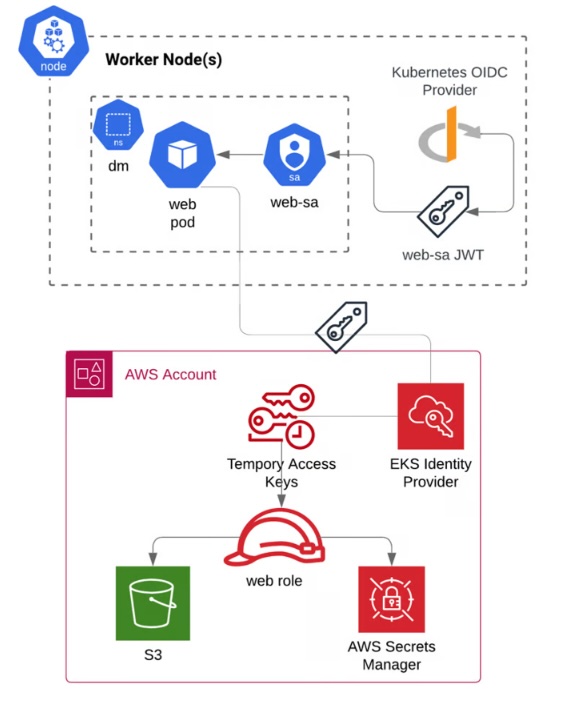 node
Worker Node(s)
Kubernetes OIDC
Provider
ns
dm
web
pod
sa
web-sa
web-sa JWT
AWS Account
Tempory Access
Keys
EKS Identity
Provider
web role
S3
AWS Secrets
Manager